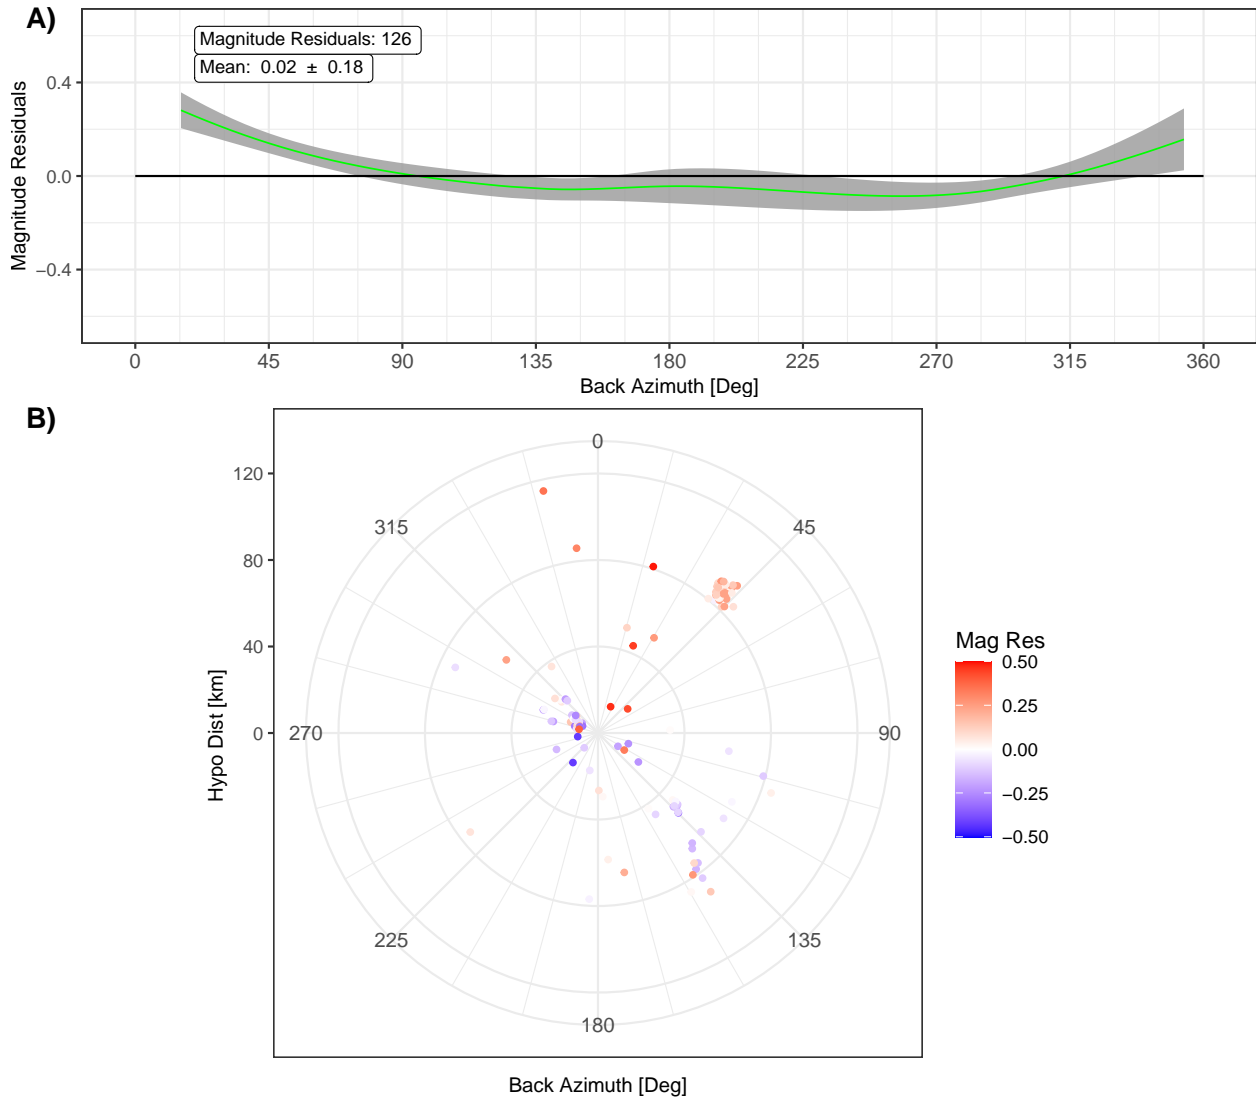 A)
Magnitude Residuals: 126
Mean:  0.02  ±  0.18
Magnitude Residuals
0.4
0.0
−0.4
0 45 90 135 180 225 270 315 360
Back Azimuth [Deg]
B)
Hypo Dist [km]
120
80
40
0
0
45
90
135
180
225
270
315
Back Azimuth [Deg]
Mag Res
0.50
0.25
0.00
−0.25
−0.50